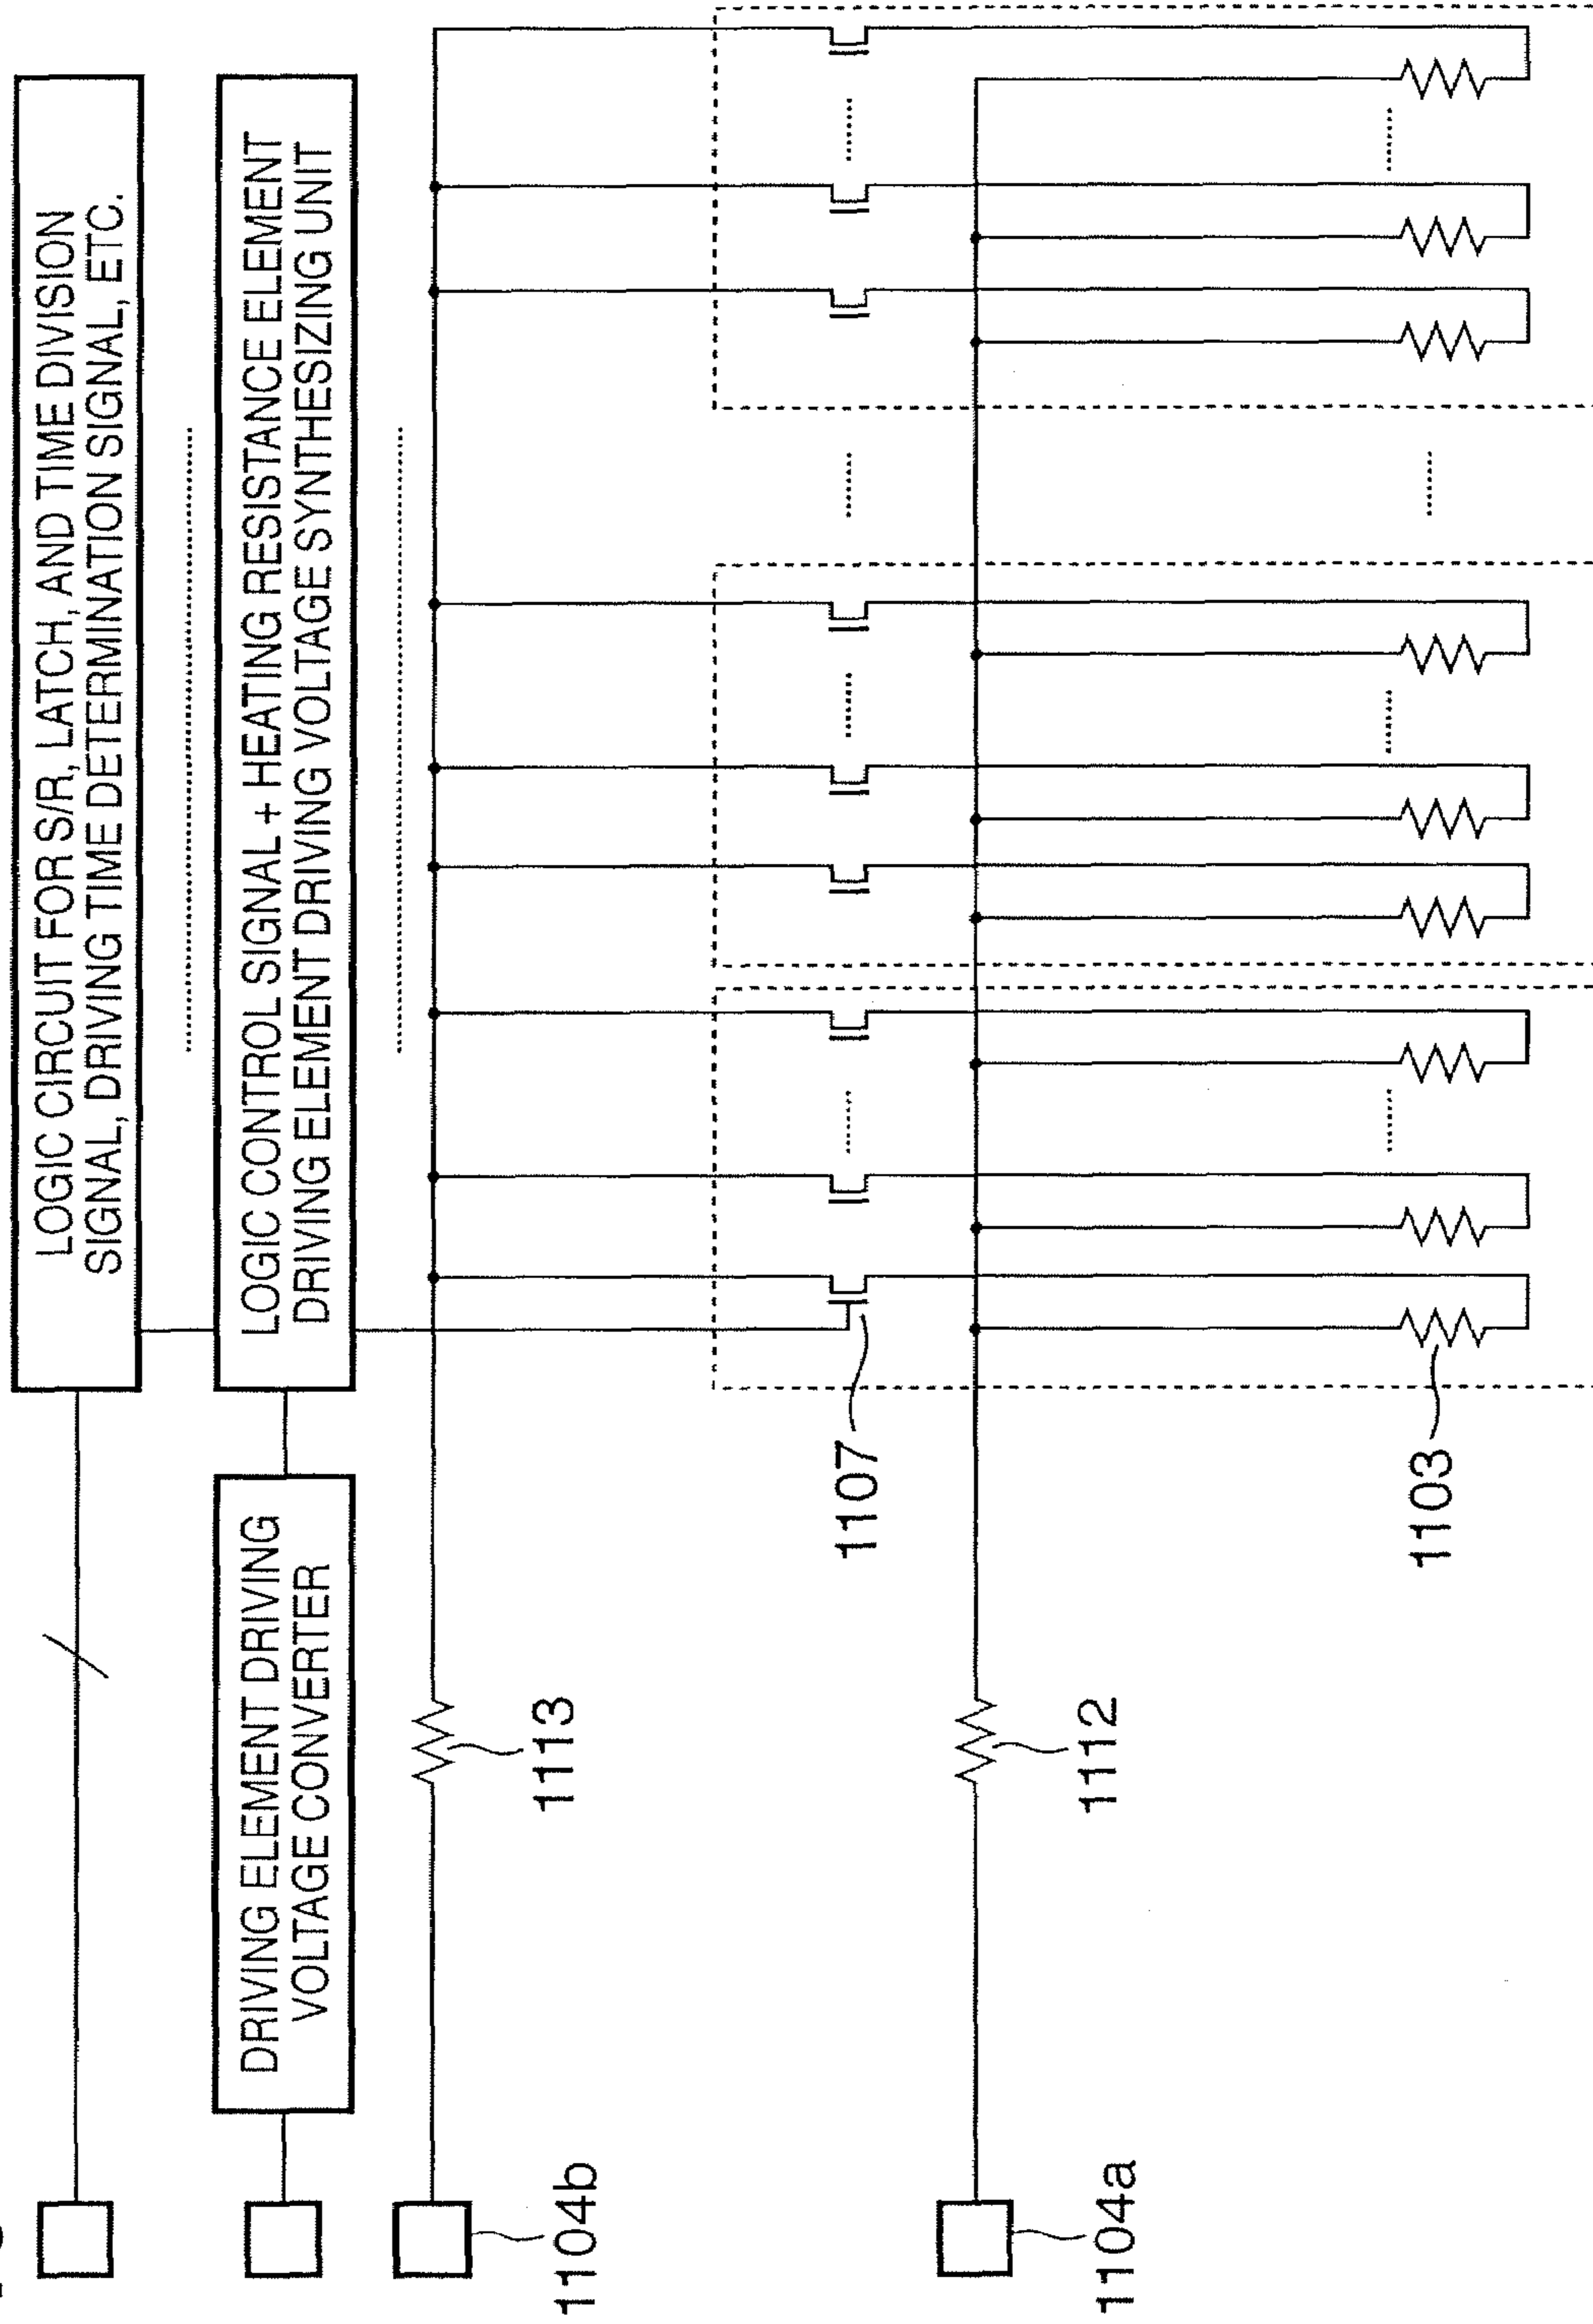 LOGIC CIRCUIT FOR S/R, LATCH, AND TIME DIVISION
SIGNAL, DRIVING TIME DETERMINATION SIGNAL, ETC.
DRIVING ELEMENT DRIVING
VOLTAGE CONVERTER
LOGIC CONTROL SIGNAL + HEATING RESISTANCE ELEMENT
DRIVING ELEMENT DRIVING VOLTAGE SYNTHESIZING UNIT
1104b
1113
1107
1104a
1112
1103